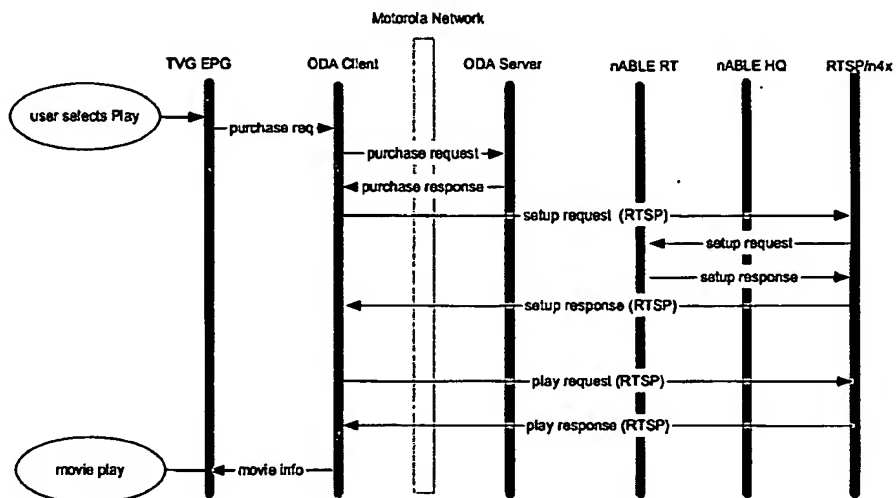 Motorola Network
TVG EPG
ODA Client
ODA Server
nABLE RT
nABLE HQ
RTSP/n4x
user selects Play
purchase req
purchase request
purchase response
setup request (RTSP)
setup request
setup response
setup response (RTSP)
play request (RTSP)
play response (RTSP)
movie play
movie info